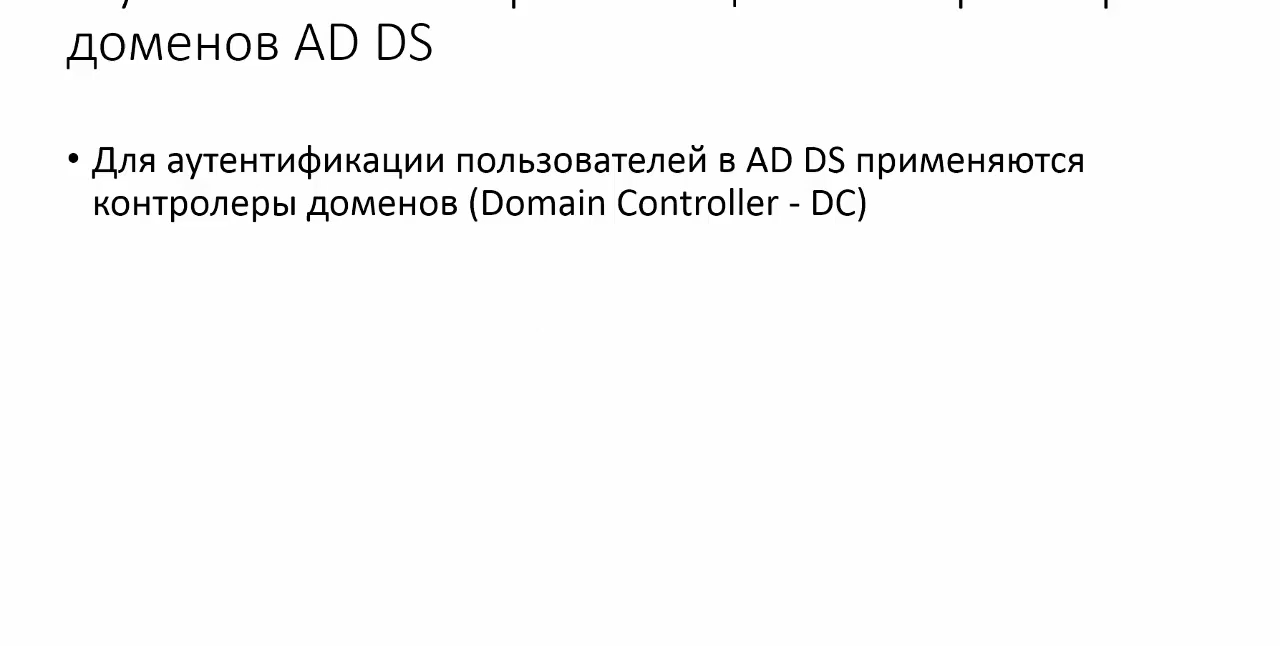 доменов AD DS
• Для аутентификации пользователей в AD DS применяются
контролеры доменов (Domain Controller - DC)